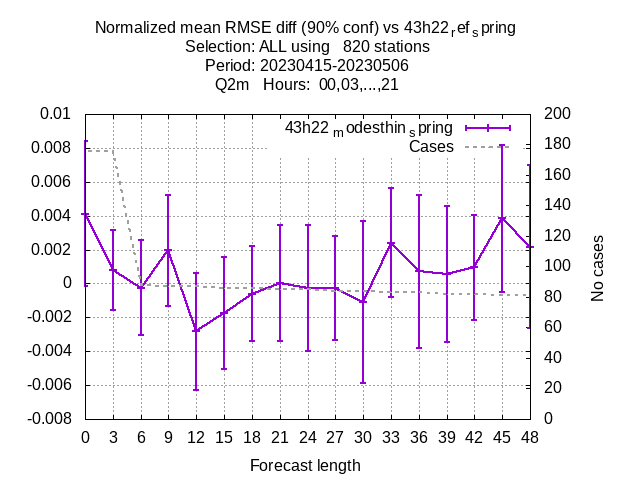 Normalized mean RMSE diff (90% conf) vs 43h22refspring
Selection: ALL using   820 stations
Period: 20230415-20230506
Q2m   Hours:  00,03,...,21
43h22modesthinspring
Cases
0.01
0.008
0.006
0.004
0.002
0
-0.002
-0.004
-0.006
-0.008
200
180
160
140
120
100
80
60
40
20
0
No cases
0 3 6 9 12 15 18 21 24 27 30 33 36 39 42 45 48
Forecast length